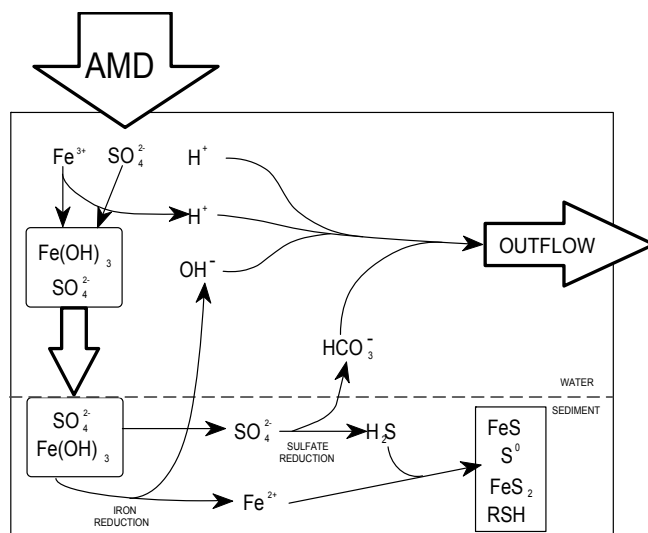 AMD
Fe³⁺ SO₄²⁻ H⁺
H⁺
Fe(OH)₃
SO₄²⁻
OH⁻
OUTFLOW
HCO₃⁻
WATER
SEDIMENT
SO₄²⁻
Fe(OH)₃
SO₄²⁻
SULFATE
REDUCTION
H₂S
FeS
S⁰
FeS₂
RSH
Fe²⁺
IRON
REDUCTION